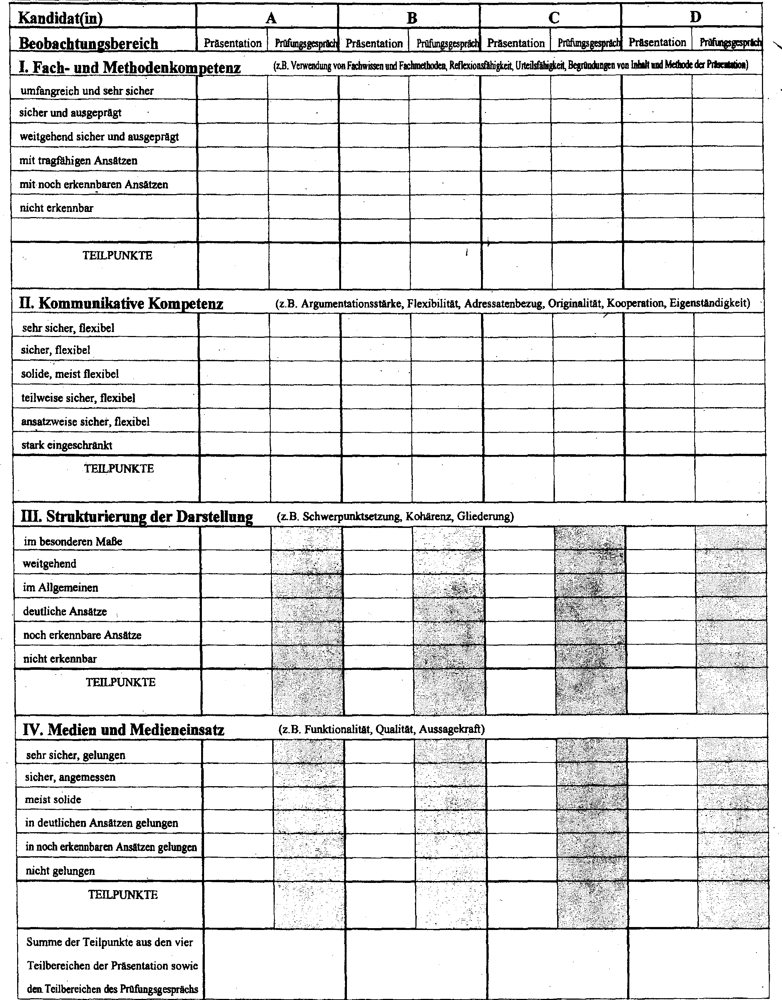 Kandidat(in) A B C D
Beobachtungsbereich Präsentation Prüfungsgespräch Präsentation Prüfungsgespräch Präsentation Prüfungsgespräch Präsentation Prüfungsgespräch
I. Fach- und Methodenkompetenz (z.B. Verwendung von Fachwissen und Fachmethoden, Reflexionsfähigkeit, Urteilsfähigkeit, Begründungen von Inhalt und Methode der Präsentation)
umfangreich und sehr sicher
sicher und ausgeprägt
weitgehend sicher und ausgeprägt
mit tragfähigen Ansätzen
mit noch erkennbaren Ansätzen
nicht erkennbar
TEILPUNKTE
II. Kommunikative Kompetenz (z.B. Argumentationsstärke, Flexibilität, Adressatenbezug, Originalität, Kooperation, Eigenständigkeit)
sehr sicher, flexibel
sicher, flexibel
solide, meist flexibel
teilweise sicher, flexibel
ansatzweise sicher, flexibel
stark eingeschränkt
TEILPUNKTE
III. Strukturierung der Darstellung (z.B. Schwerpunktsetzung, Kohärenz, Gliederung)
im besonderen Maße
weitgehend
im Allgemeinen
deutliche Ansätze
noch erkennbare Ansätze
nicht erkennbar
TEILPUNKTE
IV. Medien und Medieneinsatz (z.B. Funktionalität, Qualität, Aussagekraft)
sehr sicher, gelungen
sicher, angemessen
meist solide
in deutlichen Ansätzen gelungen
in noch erkennbaren Ansätzen gelungen
nicht gelungen
TEILPUNKTE
Summe der Teilpunkte aus den vier
Teilbereichen der Präsentation sowie
den Teilbereichen des Prüfungsgesprächs